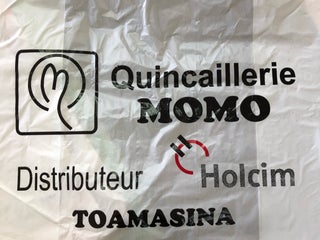 Quincaillerie
MOMO
Distributeur Holcim
TOAMASINA